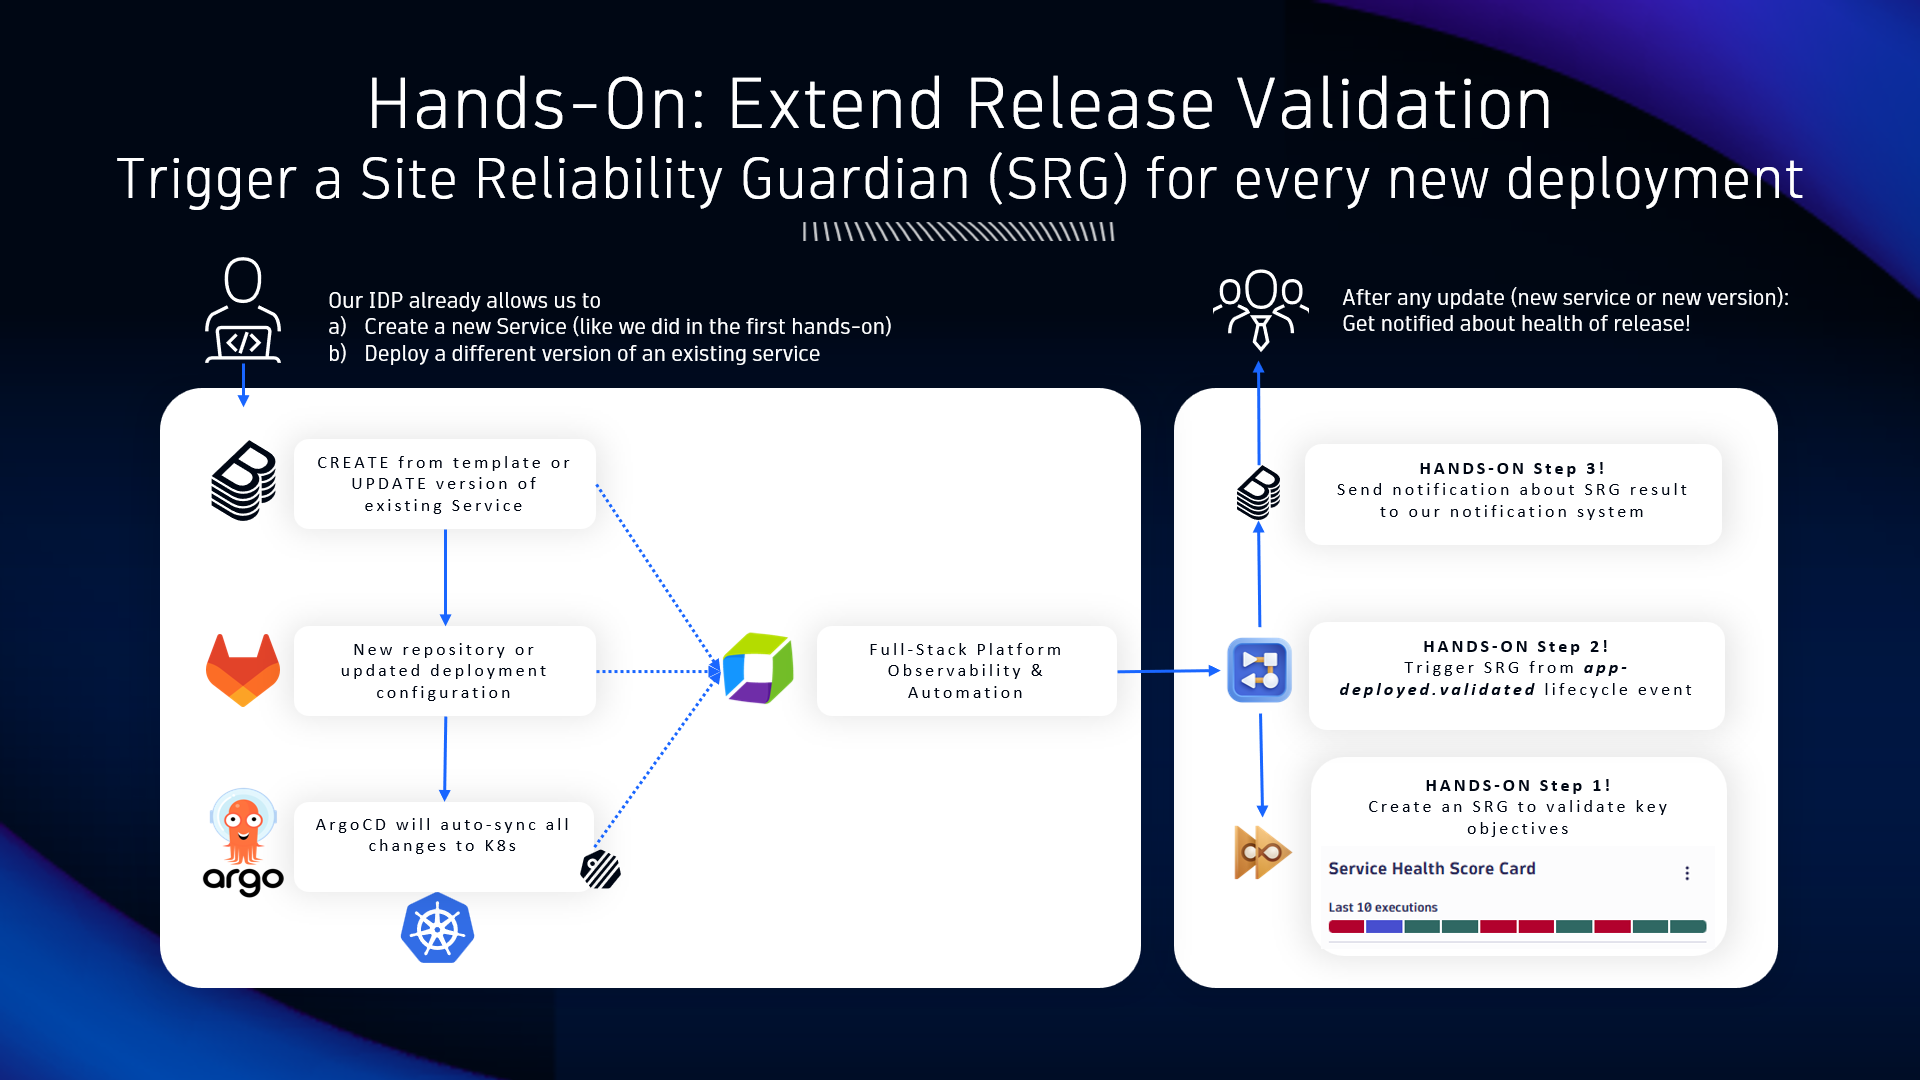 Hands-On: Extend Release Validation
Trigger a Site Reliability Guardian (SRG) for every new deployment
Our IDP already allows us to
a) Create a new Service (like we did in the first hands-on)
b) Deploy a different version of an existing service
After any update (new service or new version):
Get notified about health of release!
</>
CREATE from template or
UPDATE version of
existing Service
New repository or
updated deployment
configuration
ArgoCD will auto-sync all
changes to K8s
argo
Full-Stack Platform
Observability &
Automation
HANDS-ON Step 3!
Send notification about SRG result
to our notification system
HANDS-ON Step 2!
Trigger SRG from app-
deployed.validated lifecycle event
HANDS-ON Step 1!
Create an SRG to validate key
objectives
Service Health Score Card
Last 10 executions